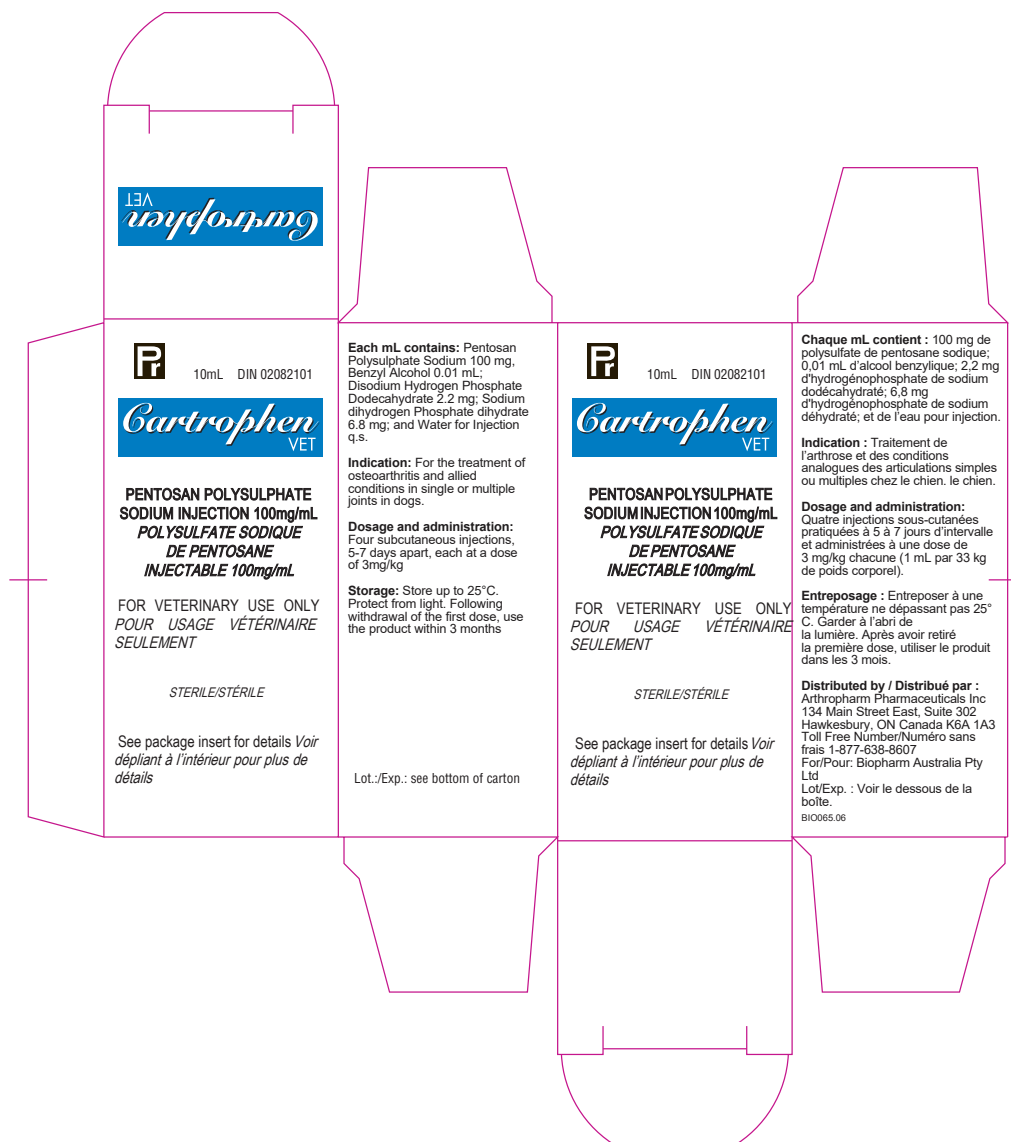 Cartrophen
VET
Pr
10mL DIN 02082101
Cartrophen
VET
PENTOSAN POLYSULPHATE
SODIUM INJECTION 100mg/mL
POLYSULFATE SODIQUE
DE PENTOSANE
INJECTABLE 100mg/mL
FOR VETERINARY USE ONLY
POUR USAGE VÉTÉRINAIRE
SEULEMENT
STERILE/STÉRILE
See package insert for details Voir
dépliant à l'intérieur pour plus de
détails
Each mL contains: Pentosan
Polysulphate Sodium 100 mg,
Benzyl Alcohol 0.01 mL;
Disodium Hydrogen Phosphate
Dodecahydrate 2.2 mg; Sodium
dihydrogen Phosphate dihydrate
6.8 mg; and Water for Injection
q.s.
Indication: For the treatment of
osteoarthritis and allied
conditions in single or multiple
joints in dogs.
Dosage and administration:
Four subcutaneous injections,
5-7 days apart, each at a dose
of 3mg/kg
Storage: Store up to 25°C.
Protect from light. Following
withdrawal of the first dose, use
the product within 3 months
Lot.:/Exp.: see bottom of carton
Pr
10mL DIN 02082101
Cartrophen
VET
PENTOSAN POLYSULPHATE
SODIUM INJECTION 100mg/mL
POLYSULFATE SODIQUE
DE PENTOSANE
INJECTABLE 100mg/mL
FOR VETERINARY USE ONLY
POUR USAGE VÉTÉRINAIRE
SEULEMENT
STERILE/STÉRILE
See package insert for details Voir
dépliant à l'intérieur pour plus de
détails
Chaque mL contient : 100 mg de
polysulfate de pentosane sodique;
0,01 mL d'alcool benzylique; 2,2 mg
d'hydrogénophosphate de sodium
dodécahydraté; 6,8 mg
d'hydrogénophosphate de sodium
déhydraté; et de l'eau pour injection.
Indication : Traitement de
l'arthrose et des conditions
analogues des articulations simples
ou multiples chez le chien. le chien.
Dosage and administration:
Quatre injections sous-cutanées
pratiquées à 5 à 7 jours d'intervalle
et administrées à une dose de
3 mg/kg chacune (1 mL par 33 kg
de poids corporel).
Entreposage : Entreposer à une
température ne dépassant pas 25°
C. Garder à l'abri de
la lumière. Après avoir retiré
la première dose, utiliser le produit
dans les 3 mois.
Distributed by / Distribué par :
Arthropharm Pharmaceuticals Inc
134 Main Street East, Suite 302
Hawkesbury, ON Canada K6A 1A3
Toll Free Number/Numéro sans
frais 1-877-638-8607
For/Pour: Biopharm Australia Pty
Ltd
Lot/Exp. : Voir le dessous de la
boîte.
BIO065.06